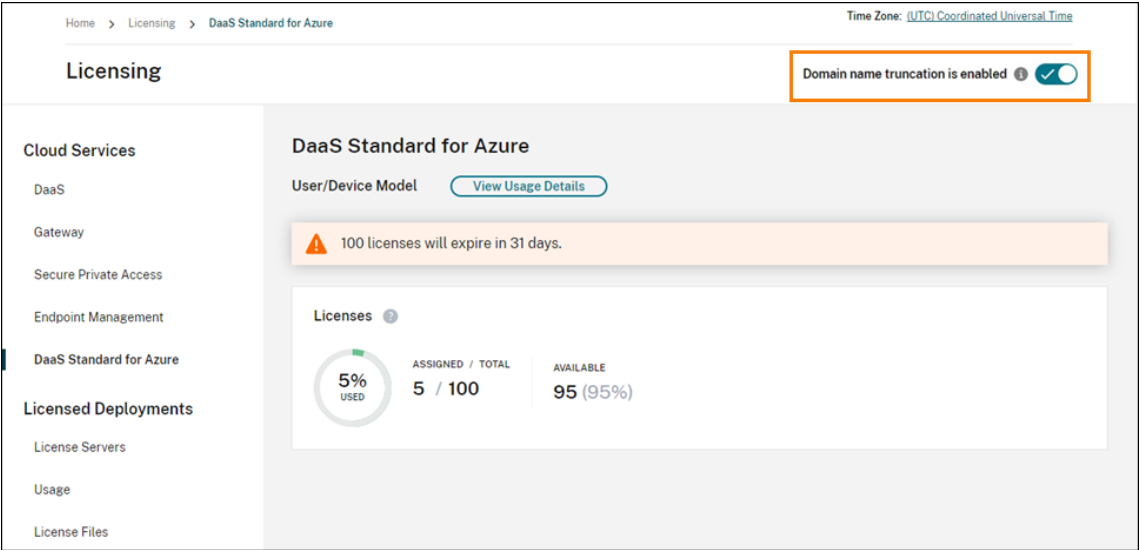 Home > Licensing > DaaS Standard for Azure
Time Zone: (UTC) Coordinated Universal Time
Licensing
Domain name truncation is enabled
Cloud Services
DaaS
Gateway
Secure Private Access
Endpoint Management
DaaS Standard for Azure
Licensed Deployments
License Servers
Usage
License Files
DaaS Standard for Azure
User/Device Model
View Usage Details
100 licenses will expire in 31 days.
Licenses ?
5%
USED
ASSIGNED / TOTAL
5 / 100
AVAILABLE
95 (95%)